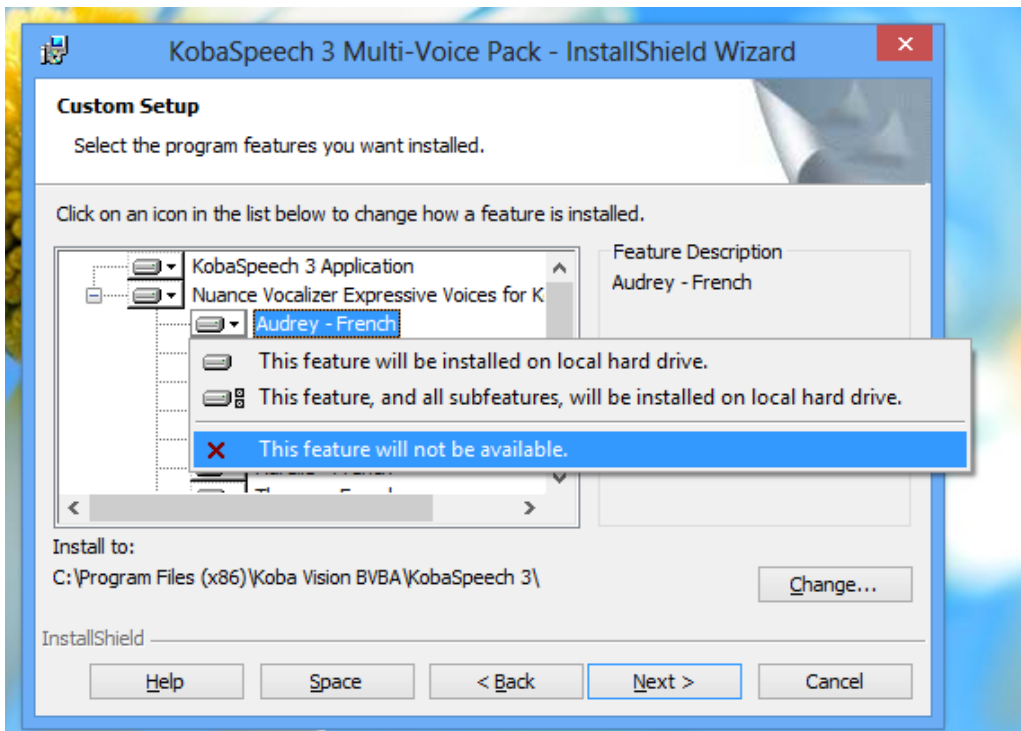 KobaSpeech 3 Multi-Voice Pack - InstallShield Wizard
Custom Setup
Select the program features you want installed.
Click on an icon in the list below to change how a feature is installed.
Feature Description
KobaSpeech 3 Application
Audrey - French
Nuance Vocalizer Expressive Voices for K
Audrey - French
This feature will be installed on local hard drive.
This feature, and all subfeatures, will be installed on local hard drive.
This feature will not be available.
Install to:
C:\Program Files (x86)\Koba Vision BVBA\KobaSpeech 3\
Change...
InstallShield
Help Space < Back Next > Cancel